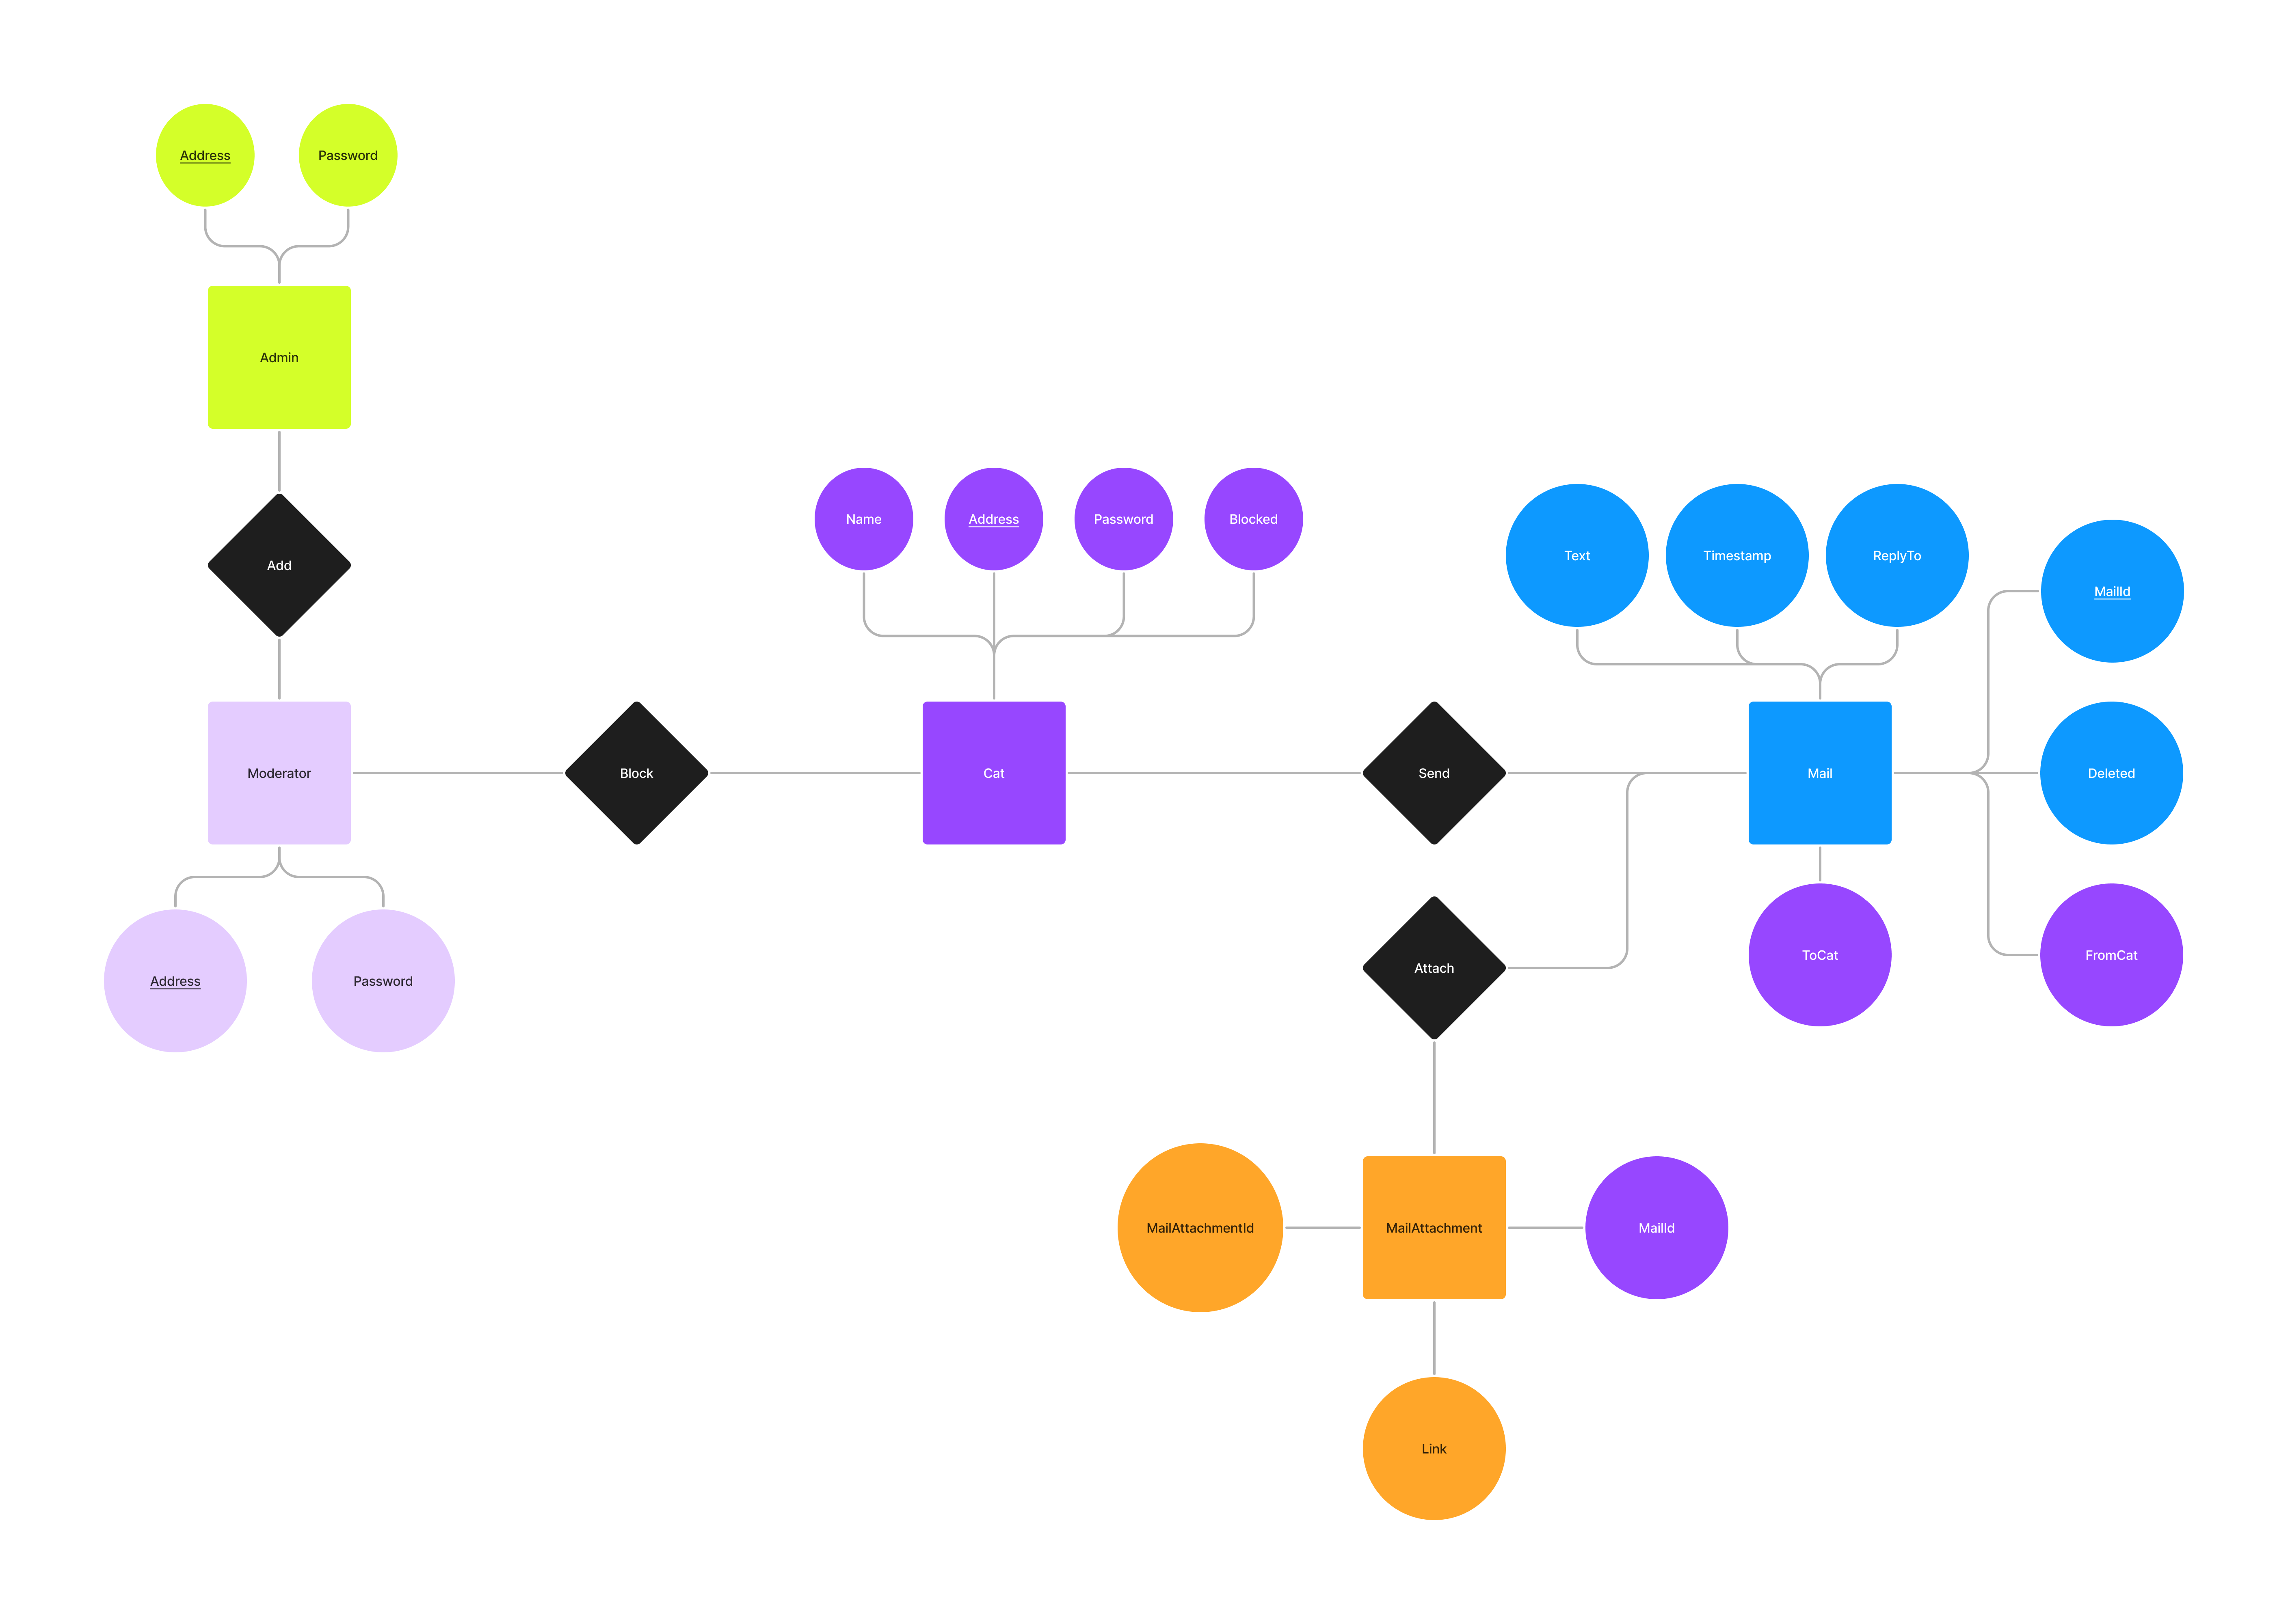 Address
Password
Admin
Add
Name
Address
Password
Blocked
Text
Timestamp
ReplyTo
MailId
Moderator
Block
Cat
Send
Mail
Deleted
Address
Password
Attach
ToCat
FromCat
MailAttachmentId
MailAttachment
MailId
Link